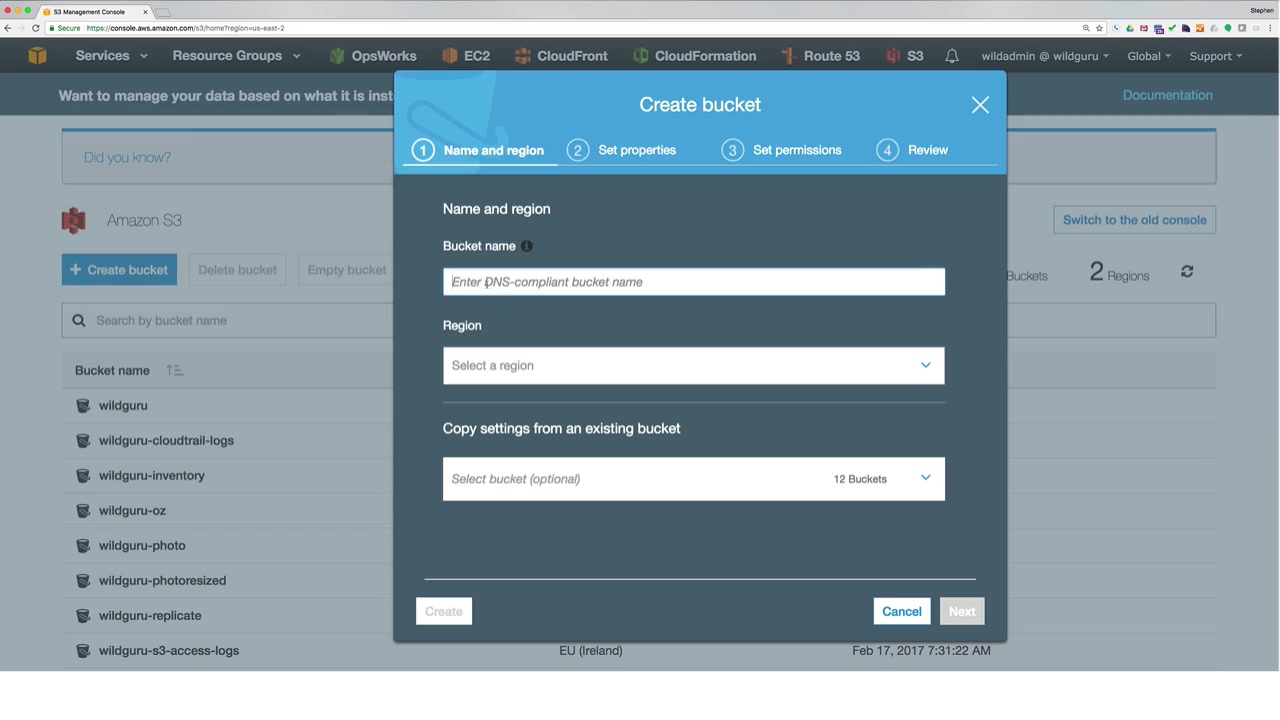 S3 Management Console
Stephen
Secure https://console.aws.amazon.com/s3/home?region=us-east-2
Services Resource Groups OpsWorks EC2 CloudFront CloudFormation Route 53 S3 wildadmin @ wildguru Global Support
Want to manage your data based on what it is inst
Documentation
Create bucket
1 Name and region 2 Set properties 3 Set permissions 4 Review
Did you know?
Amazon S3
Switch to the old console
+ Create bucket Delete bucket Empty bucket
Buckets 2 Regions
Search by bucket name
Bucket name
wildguru
wildguru-cloudtrail-logs
wildguru-inventory
wildguru-oz
wildguru-photo
wildguru-photoresized
wildguru-replicate
wildguru-s3-access-logs EU (Ireland) Feb 17, 2017 7:31:22 AM
Name and region
Bucket name
Enter DNS-compliant bucket name
Region
Select a region
Copy settings from an existing bucket
Select bucket (optional) 12 Buckets
Create Cancel Next